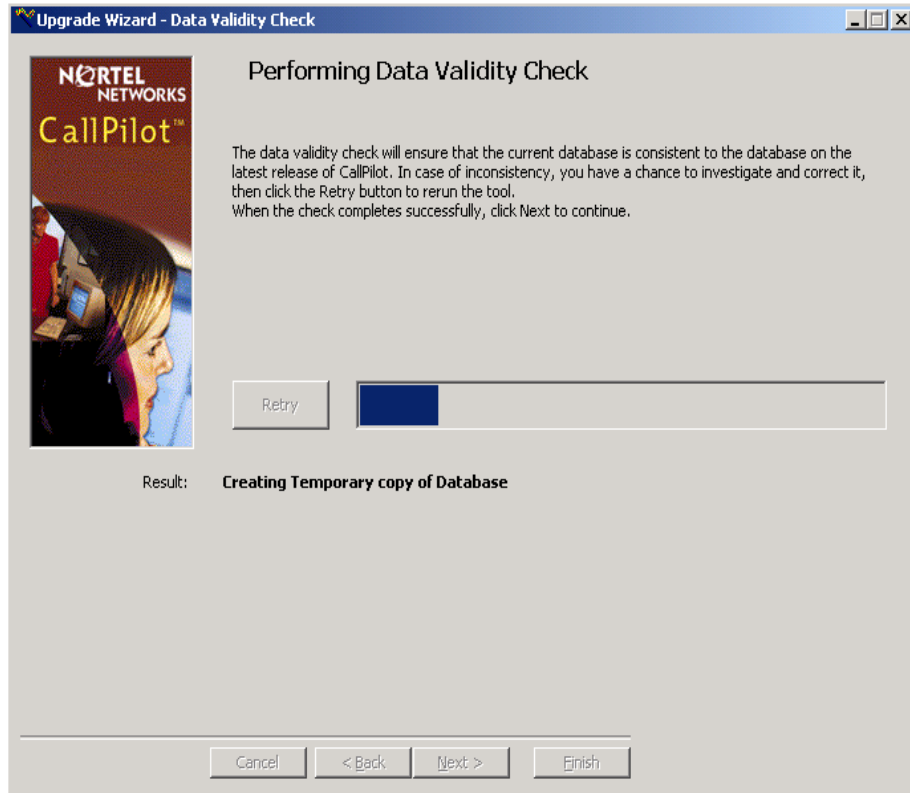 Upgrade Wizard - Data Validity Check
NORTEL
NETWORKS
CallPilot™
Performing Data Validity Check
The data validity check will ensure that the current database is consistent to the database on the
latest release of CallPilot. In case of inconsistency, you have a chance to investigate and correct it,
then click the Retry button to rerun the tool.
When the check completes successfully, click Next to continue.
Retry
Result: Creating Temporary copy of Database
Cancel < Back Next > Finish